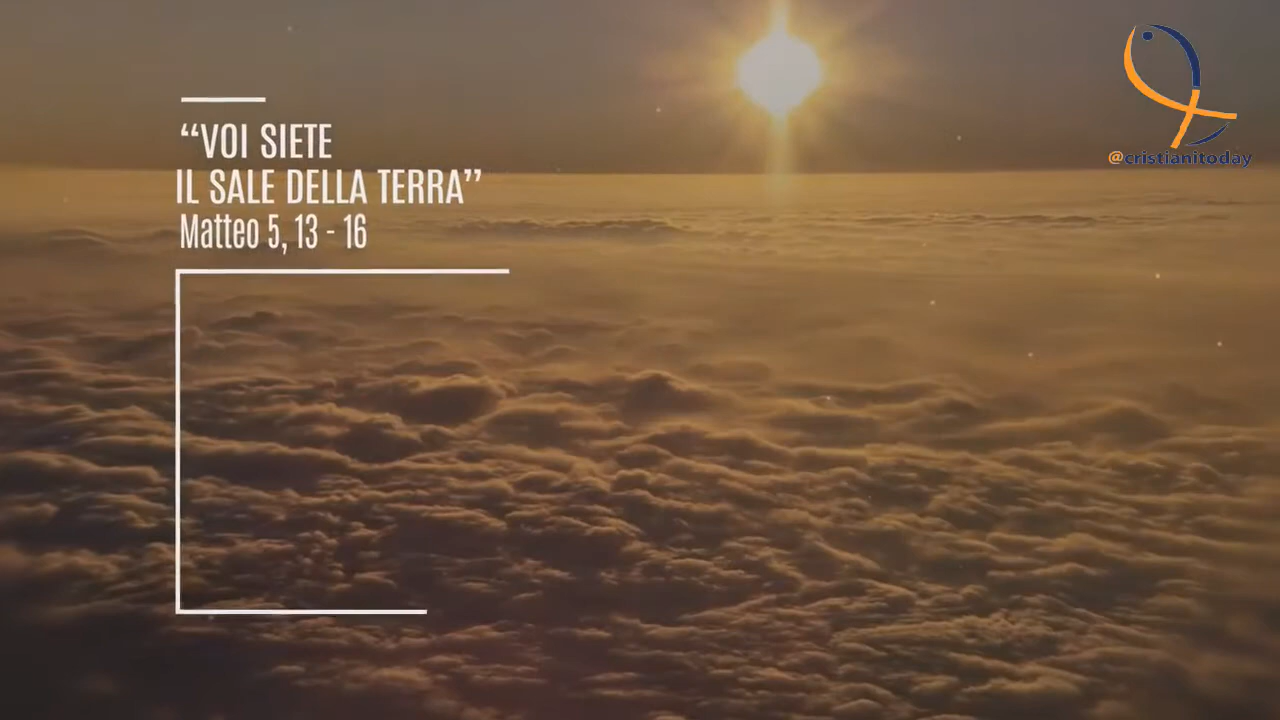 “VOI SIETE
IL SALE DELLA TERRA”
Matteo 5, 13 - 16
@cristianitoday